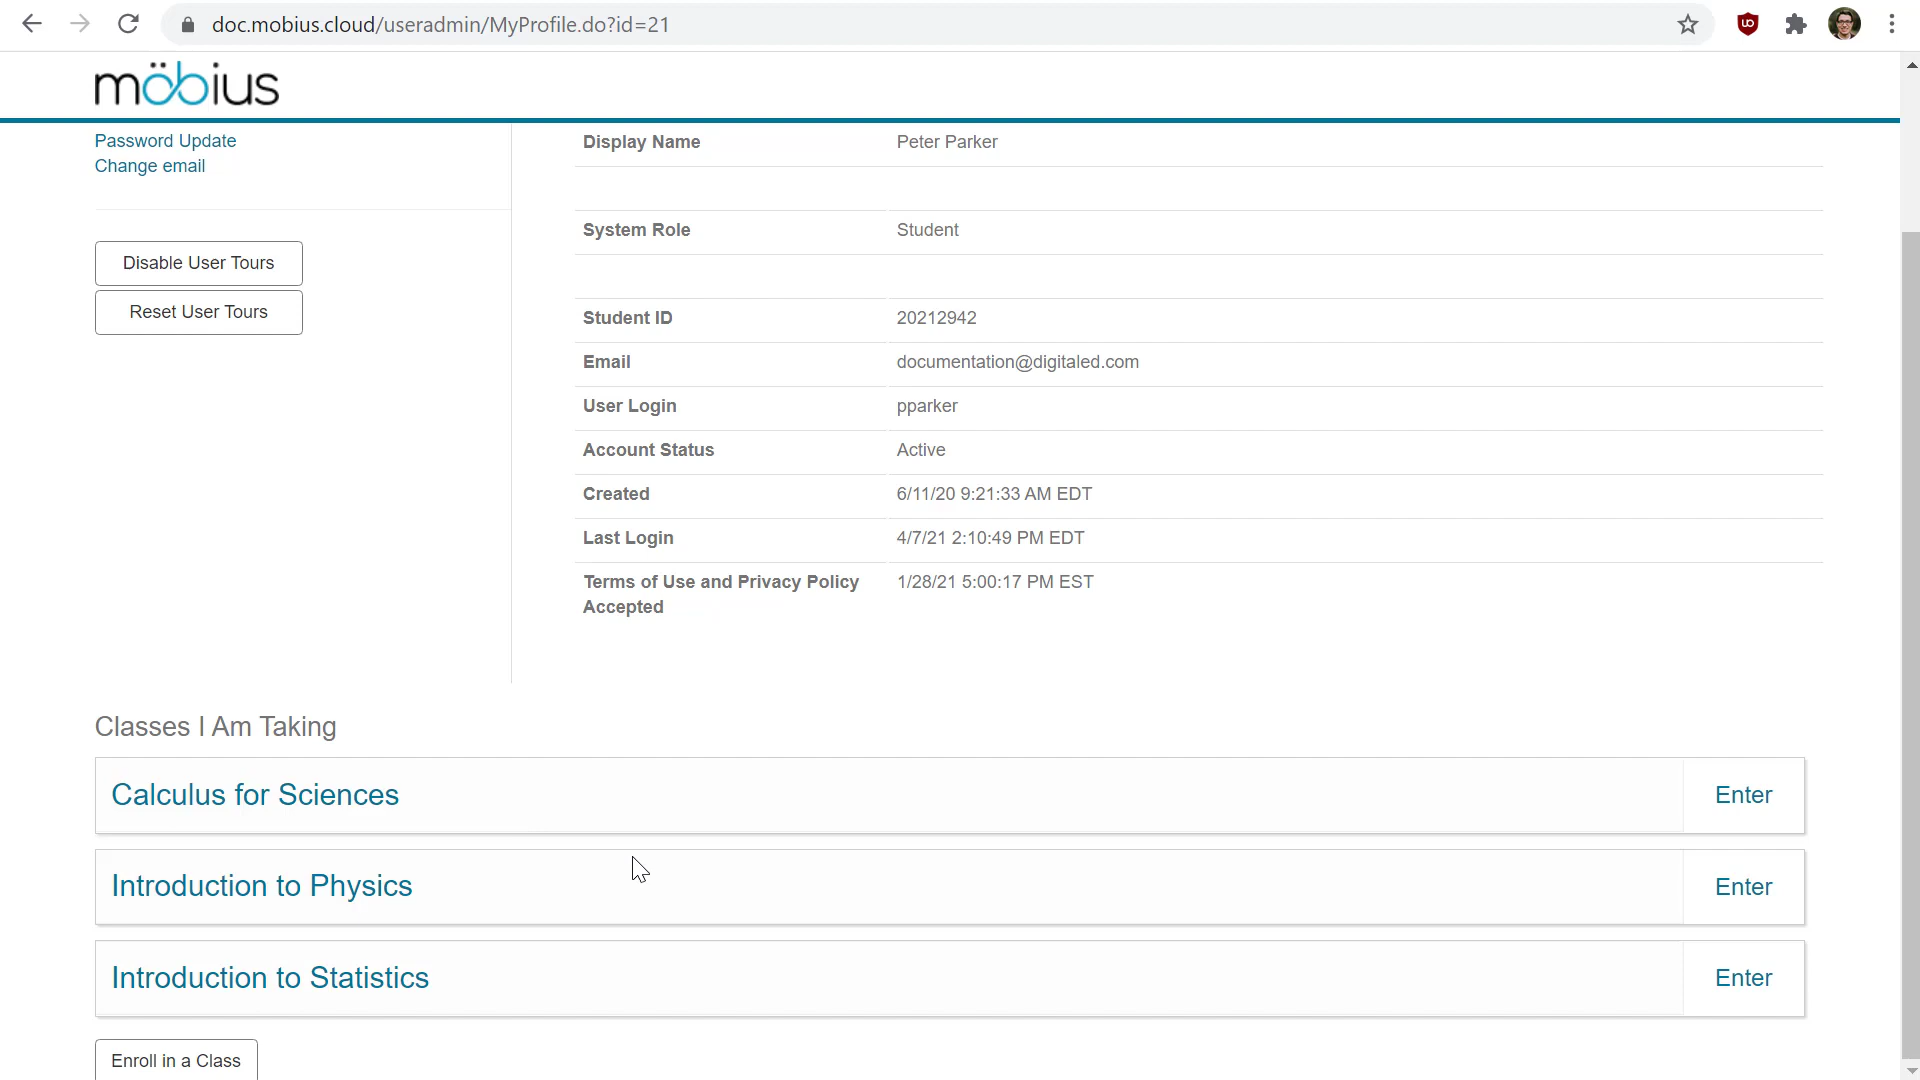 doc.mobius.cloud/useradmin/MyProfile.do?id=21
möbius
Password Update
Change email
Disable User Tours
Reset User Tours
Display Name Peter Parker
System Role Student
Student ID 20212942
Email documentation@digitaled.com
User Login pparker
Account Status Active
Created 6/11/20 9:21:33 AM EDT
Last Login 4/7/21 2:10:49 PM EDT
Terms of Use and Privacy Policy 1/28/21 5:00:17 PM EST
Accepted
Classes I Am Taking
Calculus for Sciences Enter
Introduction to Physics Enter
Introduction to Statistics Enter
Enroll in a Class